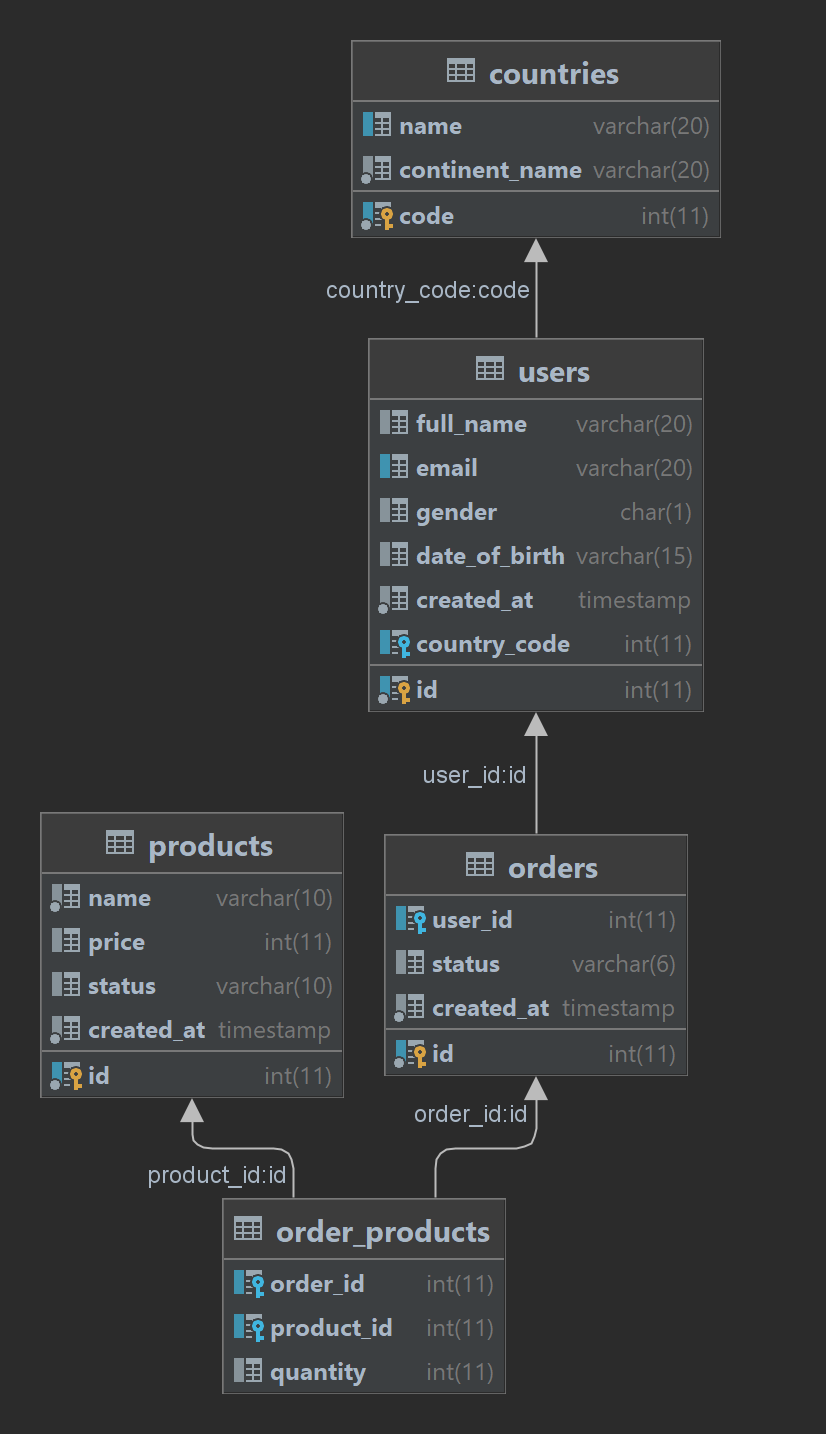 countries
name varchar(20)
continent_name varchar(20)
code int(11)
country_code:code
users
full_name varchar(20)
email varchar(20)
gender char(1)
date_of_birth varchar(15)
created_at timestamp
country_code int(11)
id int(11)
user_id:id
products
name varchar(10)
price int(11)
status varchar(10)
created_at timestamp
id int(11)
orders
user_id int(11)
status varchar(6)
created_at timestamp
id int(11)
order_id:id
product_id:id
order_products
order_id int(11)
product_id int(11)
quantity int(11)